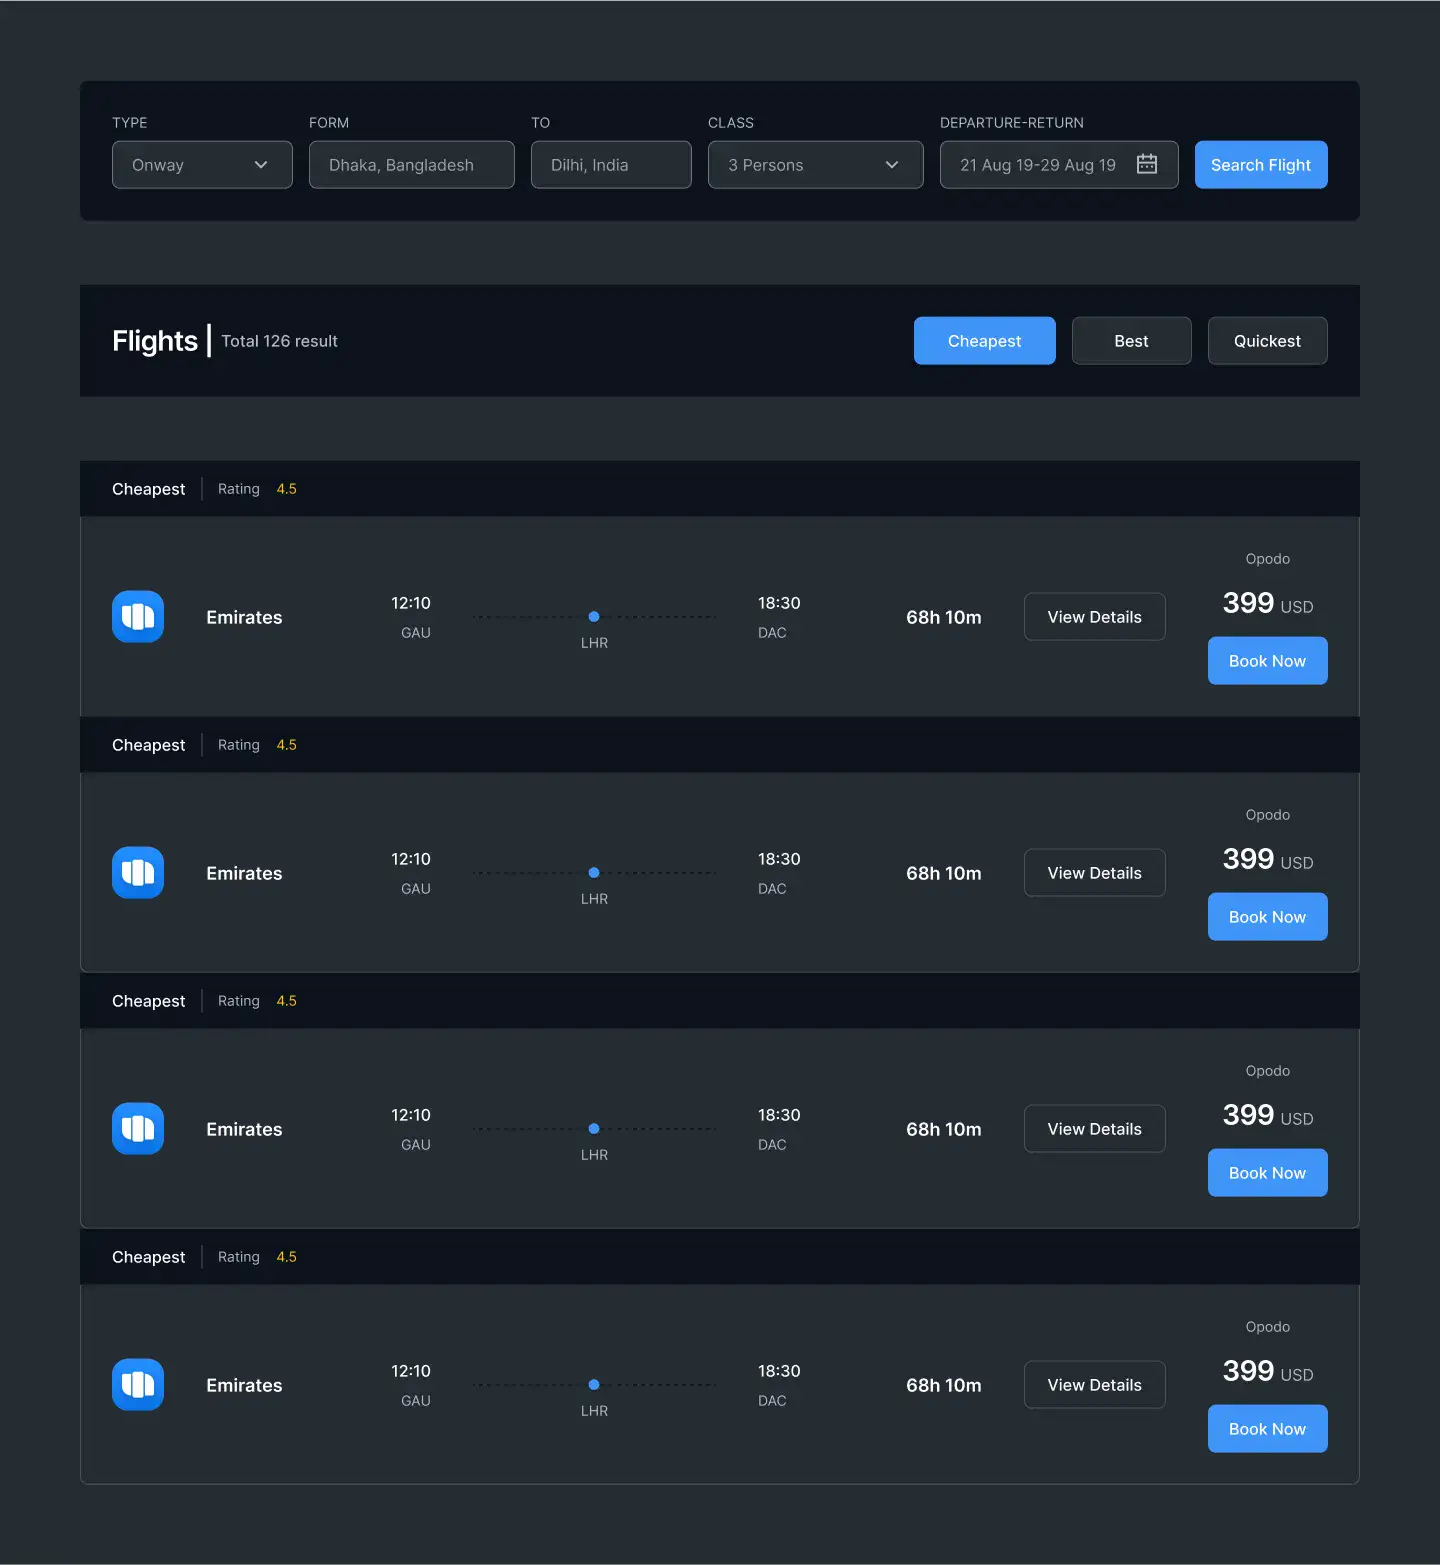 TYPE FORM TO CLASS DEPARTURE-RETURN
Onway Dhaka, Bangladesh Dilhi, India 3 Persons 21 Aug 19-29 Aug 19 Search Flight
Flights | Total 126 result Cheapest Best Quickest
Cheapest Rating 4.5
Opodo
12:10 18:30 399 USD
Emirates 68h 10m View Details
GAU LHR DAC
Book Now
Cheapest Rating 4.5
Opodo
12:10 18:30 399 USD
Emirates 68h 10m View Details
GAU LHR DAC
Book Now
Cheapest Rating 4.5
Opodo
12:10 18:30 399 USD
Emirates 68h 10m View Details
GAU LHR DAC
Book Now
Cheapest Rating 4.5
Opodo
12:10 18:30 399 USD
Emirates 68h 10m View Details
GAU LHR DAC
Book Now